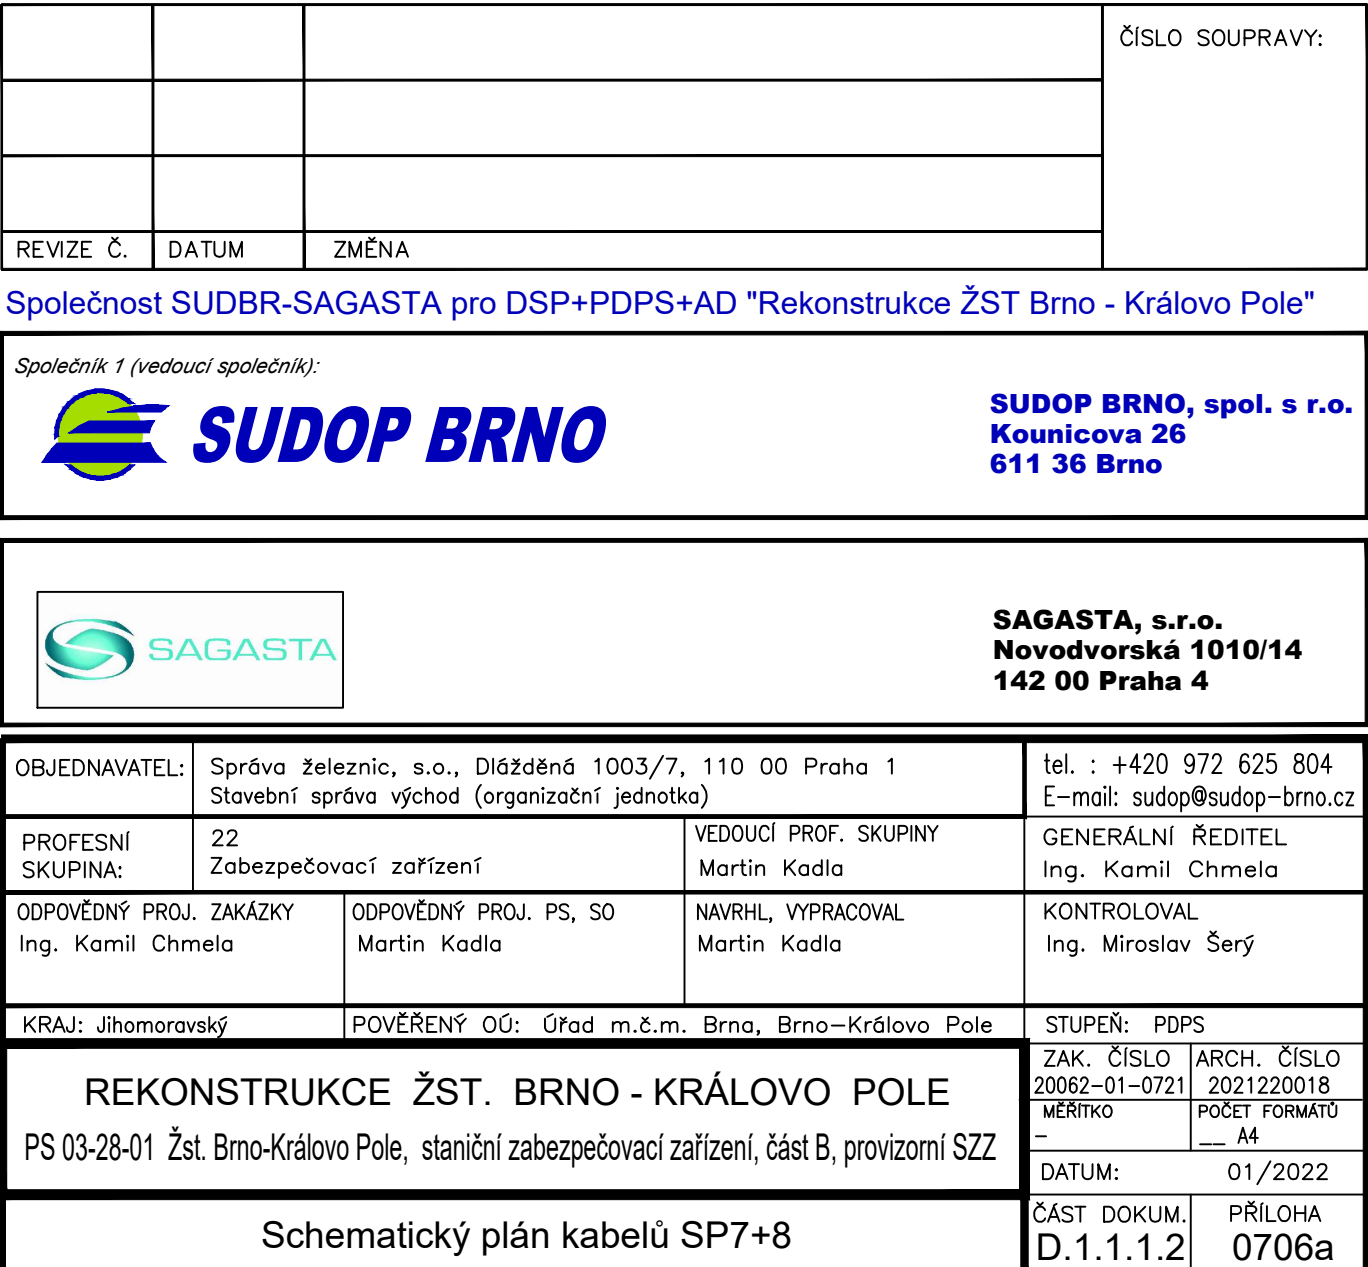 ČÍSLO SOUPRAVY:
REVIZE Č. DATUM ZMĚNA
Společnost SUDBR-SAGASTA pro DSP+PDPS+AD "Rekonstrukce ŽST Brno - Královo Pole"
Společník 1 (vedoucí společník):
SUDOP BRNO
SUDOP BRNO, spol. s r.o.
Kounicova 26
611 36 Brno
SAGASTA
SAGASTA, s.r.o.
Novodvorská 1010/14
142 00 Praha 4
OBJEDNAVATEL: Správa železnic, s.o., Dlážděná 1003/7, 110 00 Praha 1
Stavební správa východ (organizační jednotka)
tel. : +420 972 625 804
E-mail: sudop@sudop-brno.cz
PROFESNÍ SKUPINA:
22
Zabezpečovací zařízení
VEDOUCÍ PROF. SKUPINY
Martin Kadla
GENERÁLNÍ ŘEDITEL
Ing. Kamil Chmela
ODPOVĚDNÝ PROJ. ZAKÁZKY
Ing. Kamil Chmela
ODPOVĚDNÝ PROJ. PS, SO
Martin Kadla
NAVRHL, VYPRACOVAL
Martin Kadla
KONTROLOVAL
Ing. Miroslav Šerý
KRAJ: Jihomoravský
POVĚŘENÝ OÚ: Úřad m.č.m. Brna, Brno-Královo Pole
STUPEŇ: PDPS
REKONSTRUKCE ŽST. BRNO - KRÁLOVO POLE
PS 03-28-01 Žst. Brno-Královo Pole, staniční zabezpečovací zařízení, část B, provizorní SZZ
ZAK. ČÍSLO
20062-01-0721
ARCH. ČÍSLO
2021220018
MĚŘÍTKO
-
POČET FORMÁTŮ
__ A4
DATUM: 01/2022
Schematický plán kabelů SP7+8
ČÁST DOKUM.
D.1.1.1.2
PŘÍLOHA
0706a